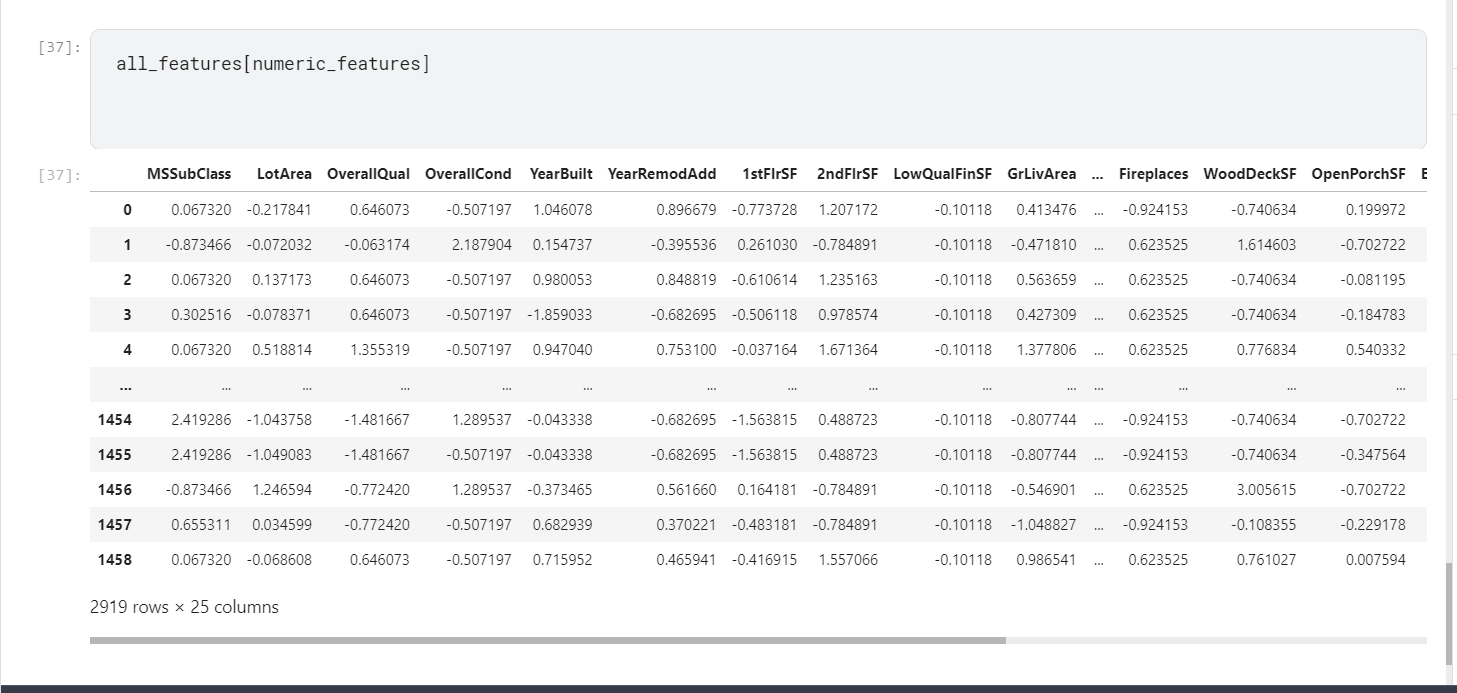 [37]:
all_features[numeric_features]
[37]:
MSSubClass LotArea OverallQual OverallCond YearBuilt YearRemodAdd 1stFlrSF 2ndFlrSF LowQualFinSF GrLivArea ... Fireplaces WoodDeckSF OpenPorchSF
0 0.067320 -0.217841 0.646073 -0.507197 1.046078 0.896679 -0.773728 1.207172 -0.10118 0.413476 ... -0.924153 -0.740634 0.199972
1 -0.873466 -0.072032 -0.063174 2.187904 0.154737 -0.395536 0.261030 -0.784891 -0.10118 -0.471810 ... 0.623525 1.614603 -0.702722
2 0.067320 0.137173 0.646073 -0.507197 0.980053 0.848819 -0.610614 1.235163 -0.10118 0.563659 ... 0.623525 -0.740634 -0.081195
3 0.302516 -0.078371 0.646073 -0.507197 -1.859033 -0.682695 -0.506118 0.978574 -0.10118 0.427309 ... 0.623525 -0.740634 -0.184783
4 0.067320 0.518814 1.355319 -0.507197 0.947040 0.753100 -0.037164 1.671364 -0.10118 1.377806 ... 0.623525 0.776834 0.540332
... ... ... ... ... ... ... ... ... ... ... ... ... ... ...
1454 2.419286 -1.043758 -1.481667 1.289537 -0.043338 -0.682695 -1.563815 0.488723 -0.10118 -0.807744 ... -0.924153 -0.740634 -0.702722
1455 2.419286 -1.049083 -1.481667 -0.507197 -0.043338 -0.682695 -1.563815 0.488723 -0.10118 -0.807744 ... -0.924153 -0.740634 -0.347564
1456 -0.873466 1.246594 -0.772420 1.289537 -0.373465 0.561660 0.164181 -0.784891 -0.10118 -0.546901 ... 0.623525 3.005615 -0.702722
1457 0.655311 0.034599 -0.772420 -0.507197 0.682939 0.370221 -0.483181 -0.784891 -0.10118 -1.048827 ... -0.924153 -0.108355 -0.229178
1458 0.067320 -0.068608 0.646073 -0.507197 0.715952 0.465941 -0.416915 1.557066 -0.10118 0.986541 ... 0.623525 0.761027 0.007594
2919 rows × 25 columns